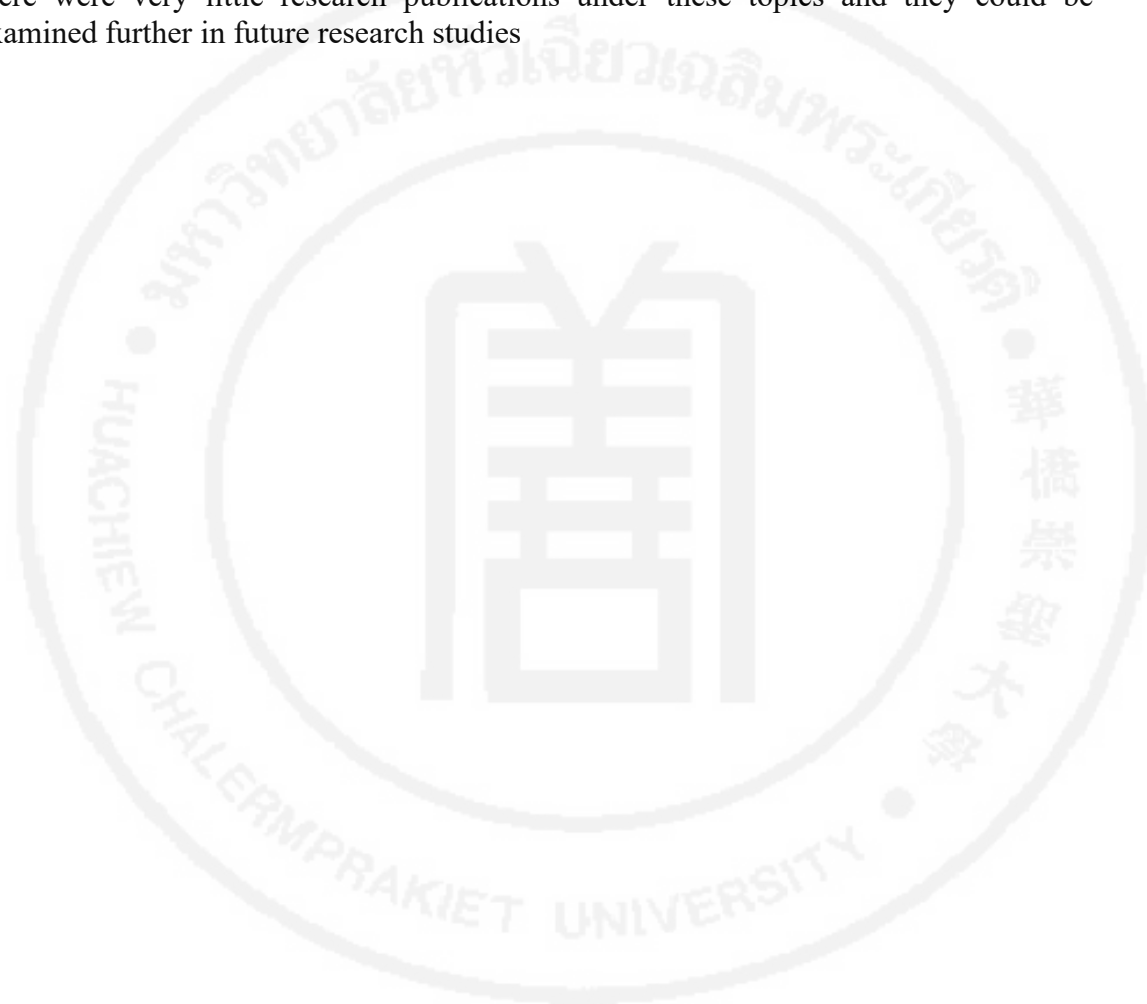 ere were very little research publications under these topics and they could be
xamined further in future research studies
มหาวิทยาลัยหัวเฉียวเฉลิมพระเกียรติ
華僑崇聖大學
HUACHIEW CHALERMPRAKIET UNIVERSITY